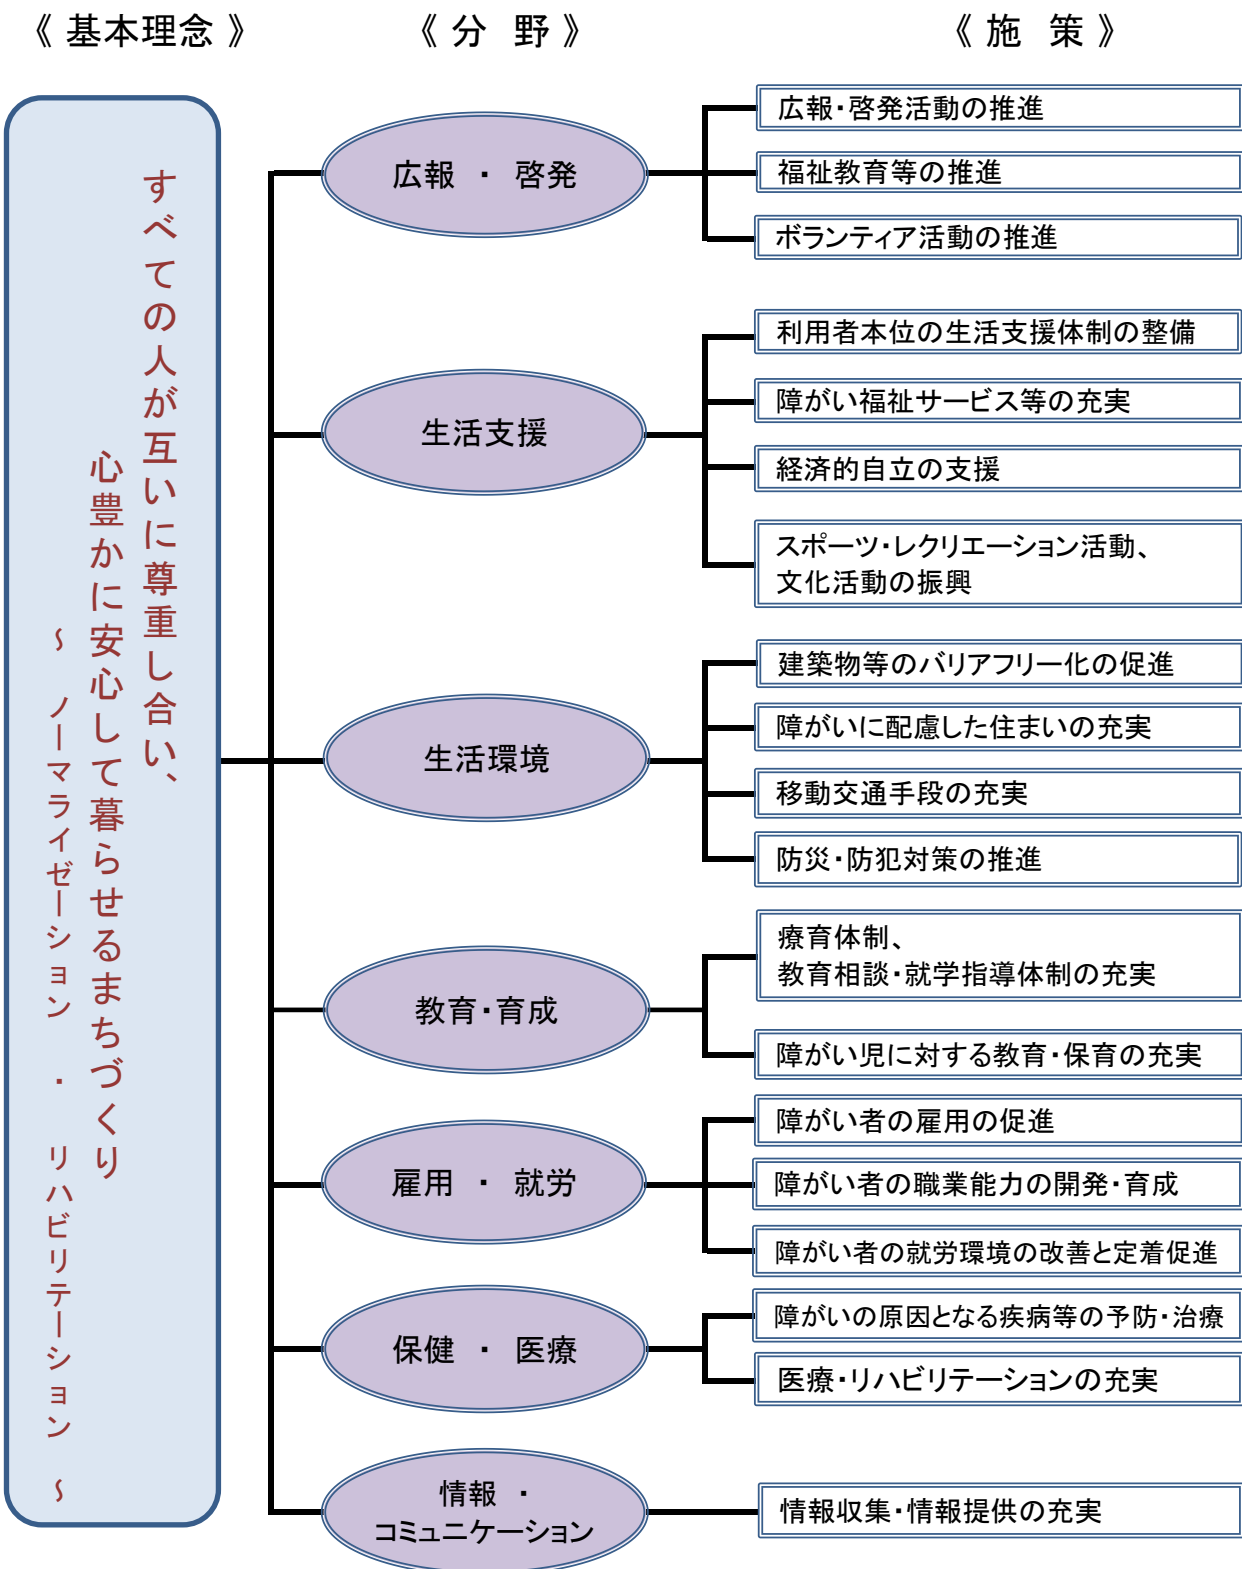 《 基本理念 》
《 分 野 》
《 施 策 》
すべての人が互いに尊重し合い、
心豊かに安心して暮らせるまちづくり
～ ノーマライゼーション ・ リハビリテーション ～
広報 ・ 啓発
広報・啓発活動の推進
福祉教育等の推進
ボランティア活動の推進
生活支援
利用者本位の生活支援体制の整備
障がい福祉サービス等の充実
経済的自立の支援
スポーツ・レクリエーション活動、
文化活動の振興
生活環境
建築物等のバリアフリー化の促進
障がいに配慮した住まいの充実
移動交通手段の充実
防災・防犯対策の推進
教育・育成
療育体制、
教育相談・就学指導体制の充実
障がい児に対する教育・保育の充実
雇用 ・ 就労
障がい者の雇用の促進
障がい者の職業能力の開発・育成
障がい者の就労環境の改善と定着促進
保健 ・ 医療
障がいの原因となる疾病等の予防・治療
医療・リハビリテーションの充実
情報 ・
コミュニケーション
情報収集・情報提供の充実